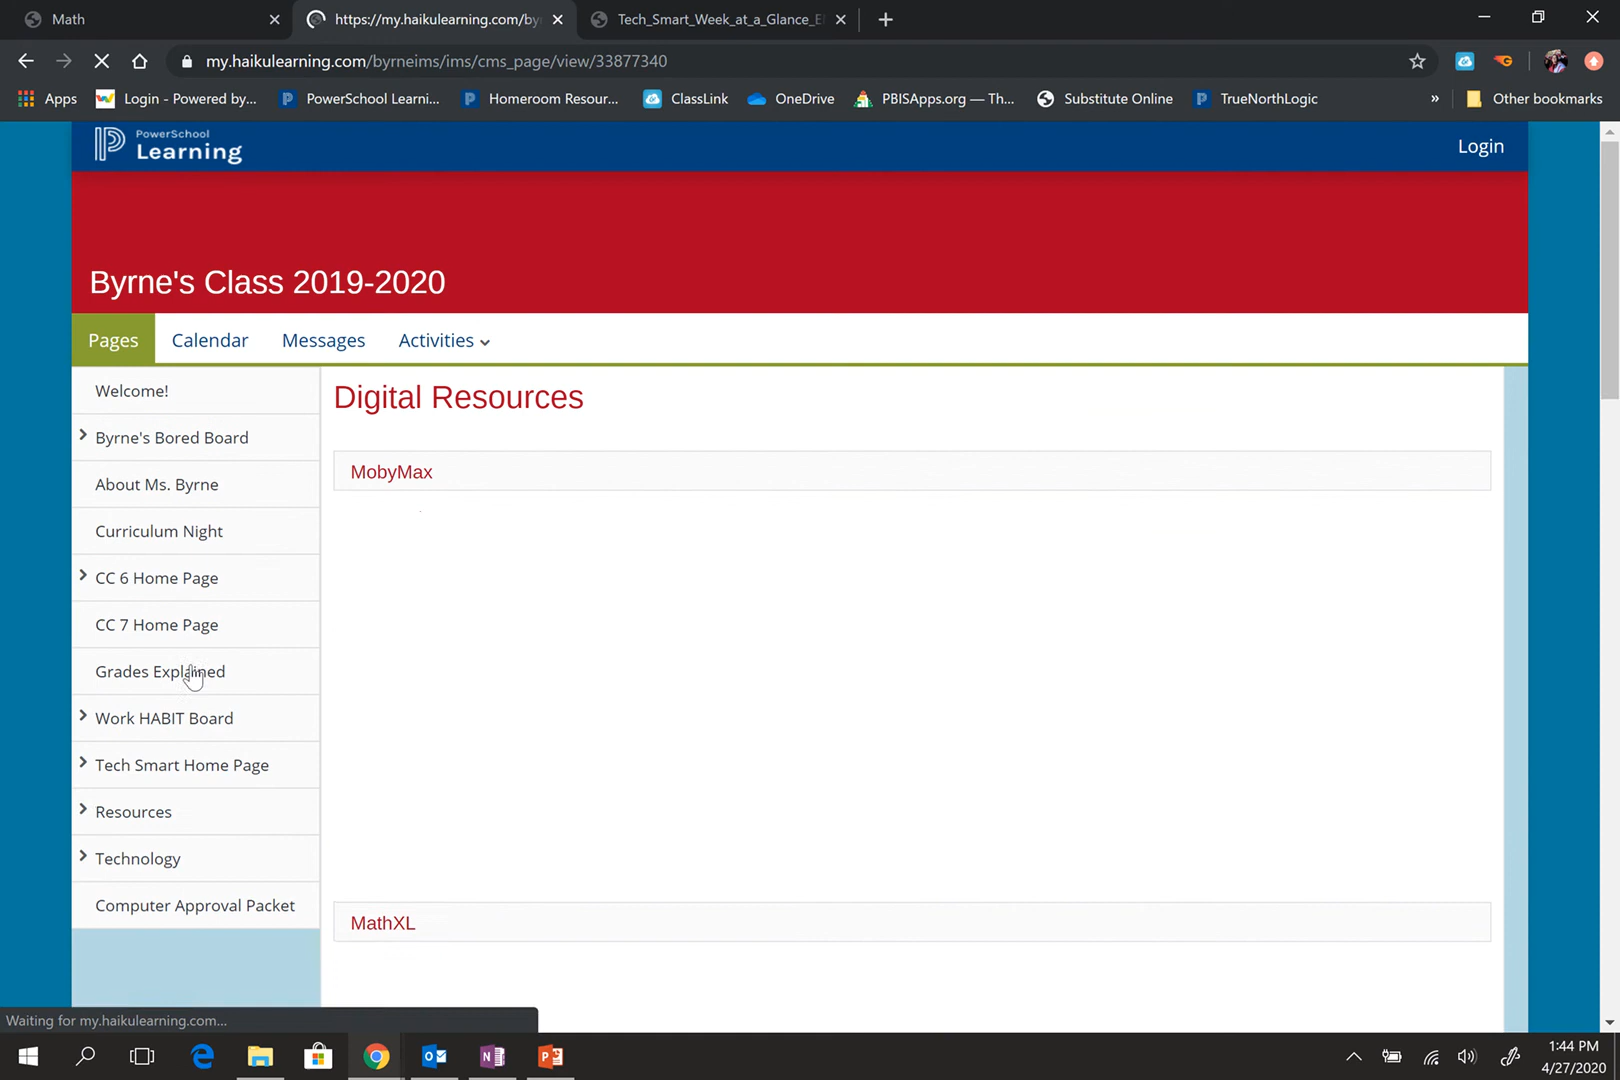 Math
https://my.haikulearning.com/by
Tech_Smart_Week_at_a_Glance_E
my.haikulearning.com/byrneims/ims/cms_page/view/33877340
Apps
Login - Powered by...
PowerSchool Learni...
Homeroom Resour...
ClassLink
OneDrive
PBISApps.org — Th...
Substitute Online
TrueNorthLogic
»
Other bookmarks
PowerSchool
Learning
Login
Byrne's Class 2019-2020
Pages
Calendar
Messages
Activities
Welcome!
Byrne's Bored Board
About Ms. Byrne
Curriculum Night
CC 6 Home Page
CC 7 Home Page
Grades Explained
Work HABIT Board
Tech Smart Home Page
Resources
Technology
Computer Approval Packet
Digital Resources
MobyMax
MathXL
Waiting for my.haikulearning.com...
1:44 PM
4/27/2020